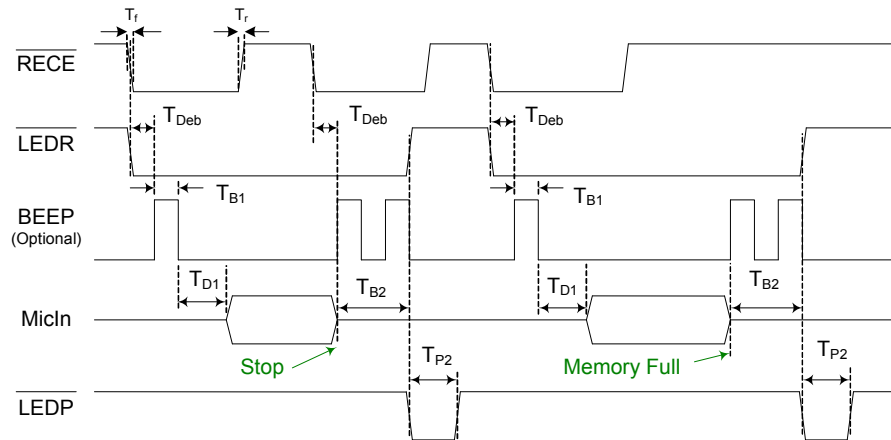 Tf
Tr
RECE
TDeb
TDeb
TDeb
LEDR
TB1
TB1
BEEP
(Optional)
TD1
TB2
TD1
TB2
MicIn
Stop
TP2
Memory Full
TP2
LEDP